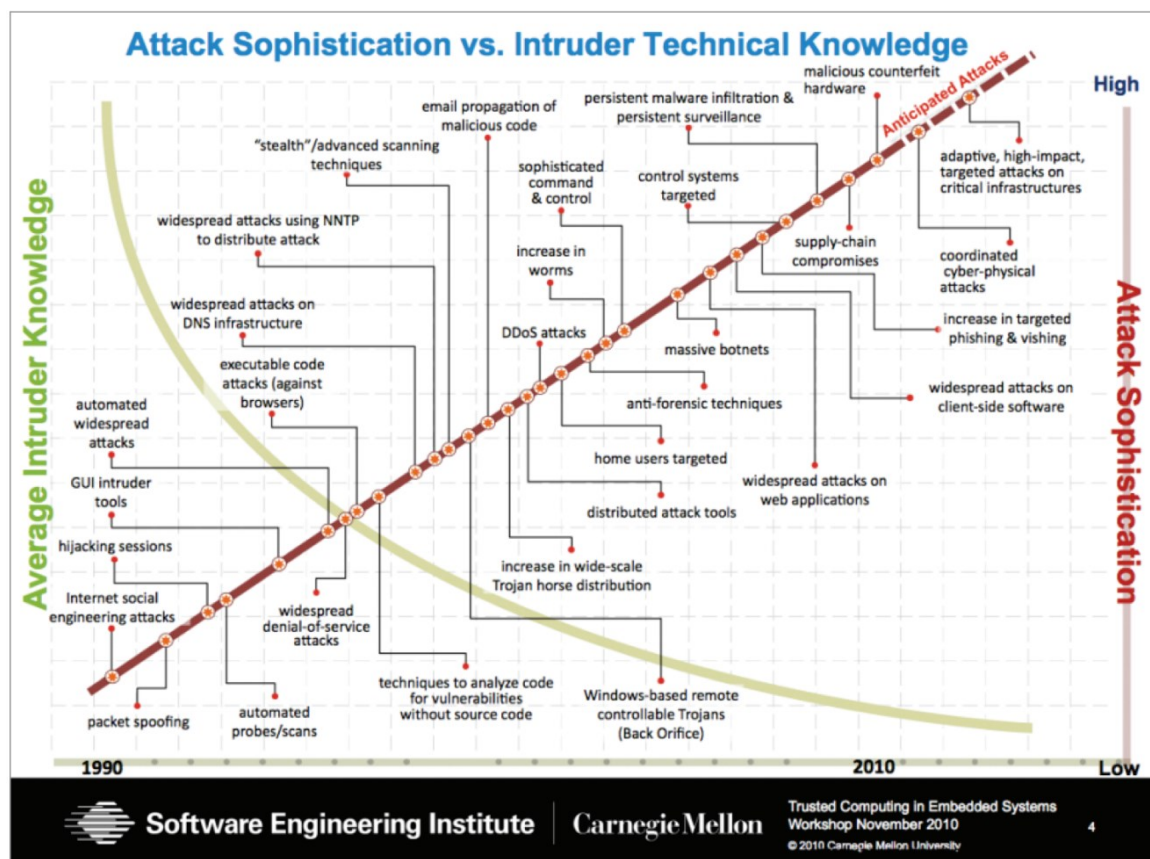 Attack Sophistication vs. Intruder Technical Knowledge
High
Anticipated Attacks
malicious counterfeit
hardware
email propagation of
malicious code
persistent malware infiltration &
persistent surveillance
"stealth"/advanced scanning
techniques
adaptive, high-impact,
targeted attacks on
critical infrastructures
sophisticated
command
& control
control systems
targeted
widespread attacks using NNTP
to distribute attack
supply-chain
compromises
coordinated
cyber-physical
attacks
increase in
worms
widespread attacks on
DNS infrastructure
increase in targeted
phishing & vishing
DDoS attacks
massive botnets
executable code
attacks (against
browsers)
widespread attacks on
client-side software
anti-forensic techniques
automated
widespread
attacks
home users targeted
widespread attacks on
web applications
GUI intruder
tools
distributed attack tools
hijacking sessions
increase in wide-scale
Trojan horse distribution
Internet social
engineering attacks
widespread
denial-of-service
attacks
techniques to analyze code
for vulnerabilities
without source code
Windows-based remote
controllable Trojans
(Back Orifice)
packet spoofing
automated
probes/scans
Average Intruder Knowledge
Attack Sophistication
1990
2010
Low
Software Engineering Institute
Carnegie Mellon
Trusted Computing in Embedded Systems
Workshop November 2010
4
© 2010 Carnegie Mellon University